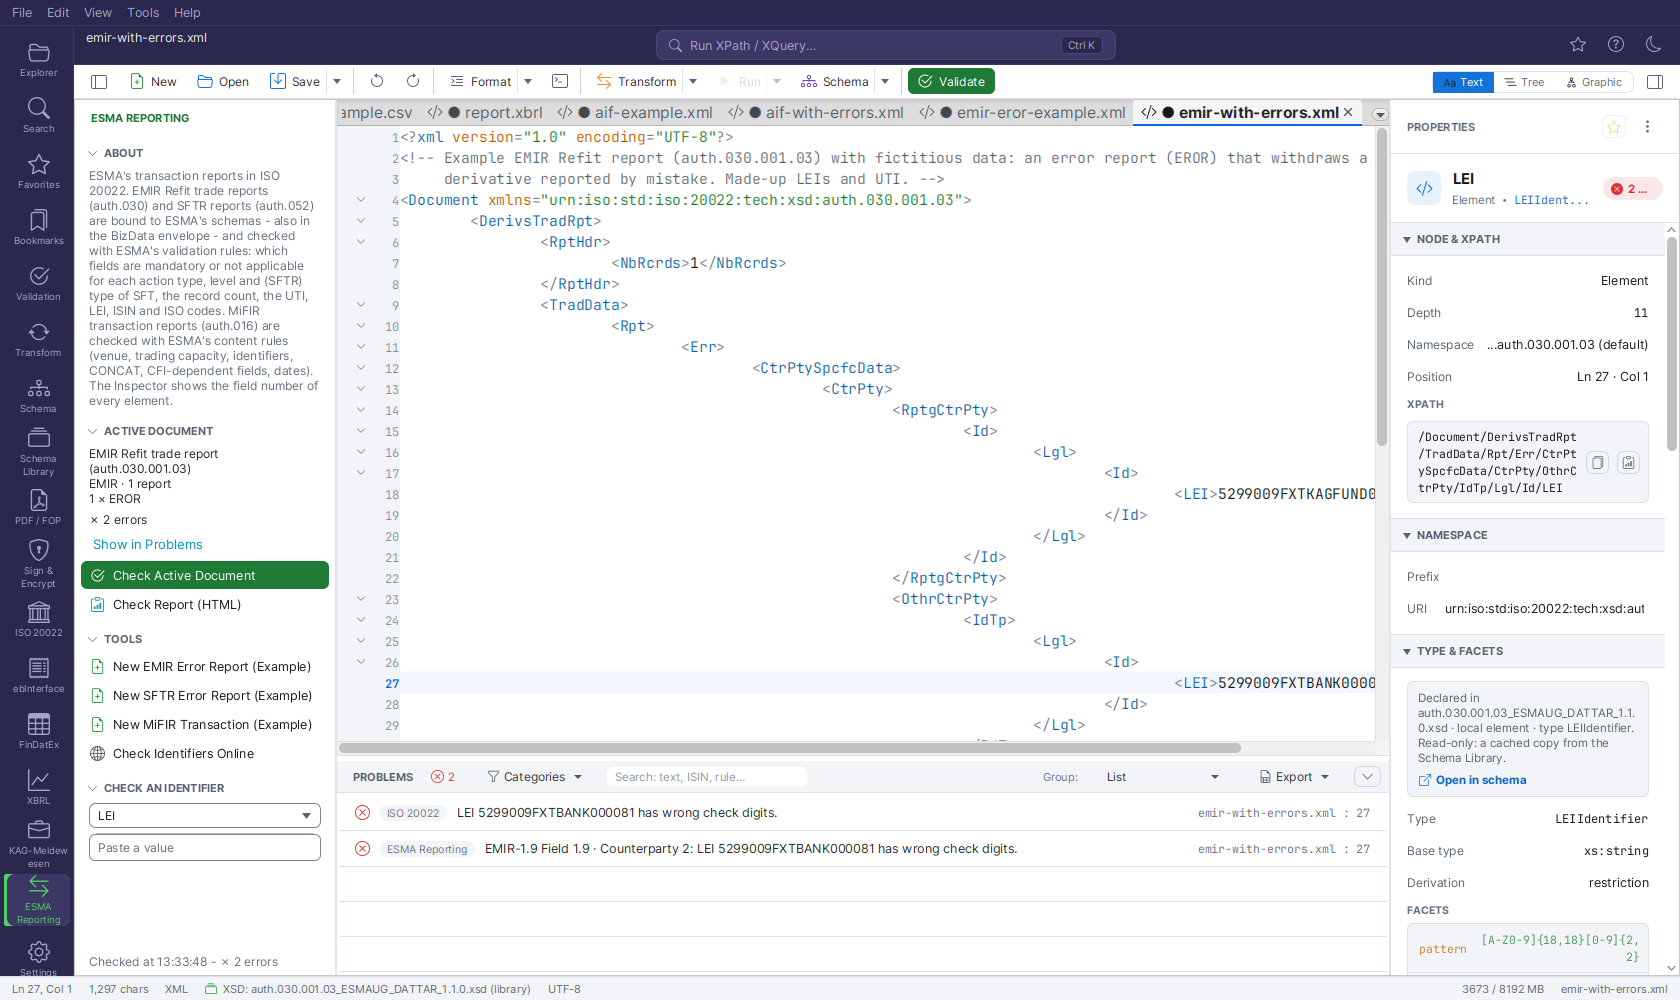 File Edit View Tools Help
emir-with-errors.xml
Run XPath / XQuery... Ctrl K
New Open Save Format Transform Run Schema Validate
Aa Text Tree Graphic
Explorer
Search
Favorites
Bookmarks
Validation
Transform
Schema
Schema
Library
PDF / FOP
Sign &
Encrypt
ISO 20022
ebInterface
FinDatEx
XBRL
KAG-Meldew
esen
ESMA
Reporting
Settings
ESMA REPORTING
ABOUT
ESMA's transaction reports in ISO
20022. EMIR Refit trade reports
(auth.030) and SFTR reports (auth.052)
are bound to ESMA's schemas - also in
the BizData envelope - and checked
with ESMA's validation rules: which
fields are mandatory or not applicable
for each action type, level and (SFTR)
type of SFT, the record count, the UTI,
LEI, ISIN and ISO codes. MiFIR
transaction reports (auth.016) are
checked with ESMA's content rules
(venue, trading capacity, identifiers,
CONCAT, CFI-dependent fields, dates).
The Inspector shows the field number of
every element.
ACTIVE DOCUMENT
EMIR Refit trade report
(auth.030.001.03)
EMIR · 1 report
1 × EROR
× 2 errors
Show in Problems
Check Active Document
Check Report (HTML)
TOOLS
New EMIR Error Report (Example)
New SFTR Error Report (Example)
New MiFIR Transaction (Example)
Check Identifiers Online
CHECK AN IDENTIFIER
LEI
Paste a value
Checked at 13:33:48 - × 2 errors
ample.csv report.xbrl aif-example.xml aif-with-errors.xml emir-eror-example.xml emir-with-errors.xml
1 <?xml version="1.0" encoding="UTF-8"?>
2 <!-- Example EMIR Refit report (auth.030.001.03) with fictitious data: an error report (EROR) that withdraws a
3 derivative reported by mistake. Made-up LEIs and UTI. -->
4 <Document xmlns="urn:iso:std:iso:20022:tech:xsd:auth.030.001.03">
5 <DerivsTradRpt>
6 <RptHdr>
7 <NbRcrds>1</NbRcrds>
8 </RptHdr>
9 <TradData>
10 <Rpt>
11 <Err>
12 <CtrPtySpcfcData>
13 <CtrPty>
14 <RptgCtrPty>
15 <Id>
16 <Lgl>
17 <Id>
18 <LEI>5299009FXTKAGFUND0
19 </Id>
20 </Lgl>
21 </Id>
22 </RptgCtrPty>
23 <OthrCtrPty>
24 <IdTp>
25 <Lgl>
26 <Id>
27 <LEI>5299009FXTBANK0000
28 </Id>
29 </Lgl>
PROBLEMS 2 Categories Search: text, ISIN, rule... Group: List Export
ISO 20022 LEI 5299009FXTBANK000081 has wrong check digits. emir-with-errors.xml : 27
ESMA Reporting EMIR-1.9 Field 1.9 · Counterparty 2: LEI 5299009FXTBANK000081 has wrong check digits. emir-with-errors.xml : 27
PROPERTIES
LEI
Element • LEIIdent...
2 ...
NODE & XPATH
Kind Element
Depth 11
Namespace ...auth.030.001.03 (default)
Position Ln 27 · Col 1
XPATH
/Document/DerivsTradRpt
/TradData/Rpt/Err/CtrPt
ySpcfcData/CtrPty/OthrC
trPty/IdTp/Lgl/Id/LEI
NAMESPACE
Prefix
URI urn:iso:std:iso:20022:tech:xsd:aut
TYPE & FACETS
Declared in
auth.030.001.03_ESMAUG_DATTAR_1.1.
0.xsd · local element · type LEIIdentifier.
Read-only: a cached copy from the
Schema Library.
Open in schema
Type LEIIdentifier
Base type xs:string
Derivation restriction
FACETS
pattern [A-Z0-9]{18,18}[0-9]{2,
2}
Ln 27, Col 1 1,297 chars XML XSD: auth.030.001.03_ESMAUG_DATTAR_1.1.0.xsd (library) UTF-8 3673 / 8192 MB emir-with-errors.xml